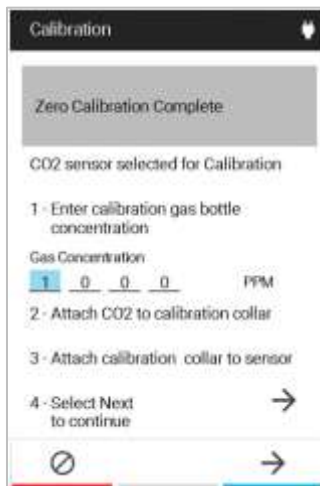 Calibration
Zero Calibration Complete
CO2 sensor selected for Calibration
1 - Enter calibration gas bottle
concentration
Gas Concentration
1 0 0 0 PPM
2 - Attach CO2 to calibration collar
3 - Attach calibration collar to sensor
4 - Select Next
to continue